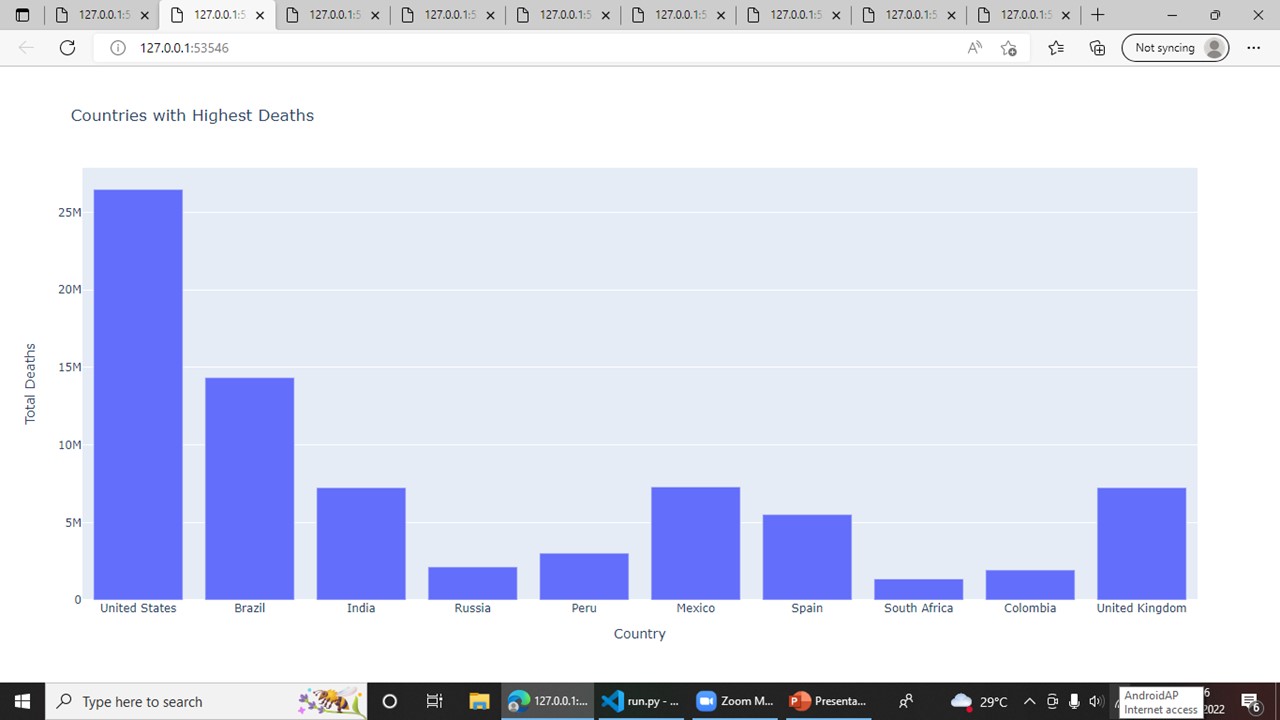 127.0.0.1:5 127.0.0.1:5 127.0.0.1:5 127.0.0.1:5 127.0.0.1:5 127.0.0.1:5 127.0.0.1:5 127.0.0.1:5 127.0.0.1:5
127.0.0.1:53546 Not syncing
Countries with Highest Deaths
Total Deaths
25M
20M
15M
10M
5M
0
United States Brazil India Russia Peru Mexico Spain South Africa Colombia United Kingdom
Country
Type here to search 127.0.0.1:... run.py - ... Zoom M... Presenta... 29°C 6
AndroidAP
Internet access
2022
6